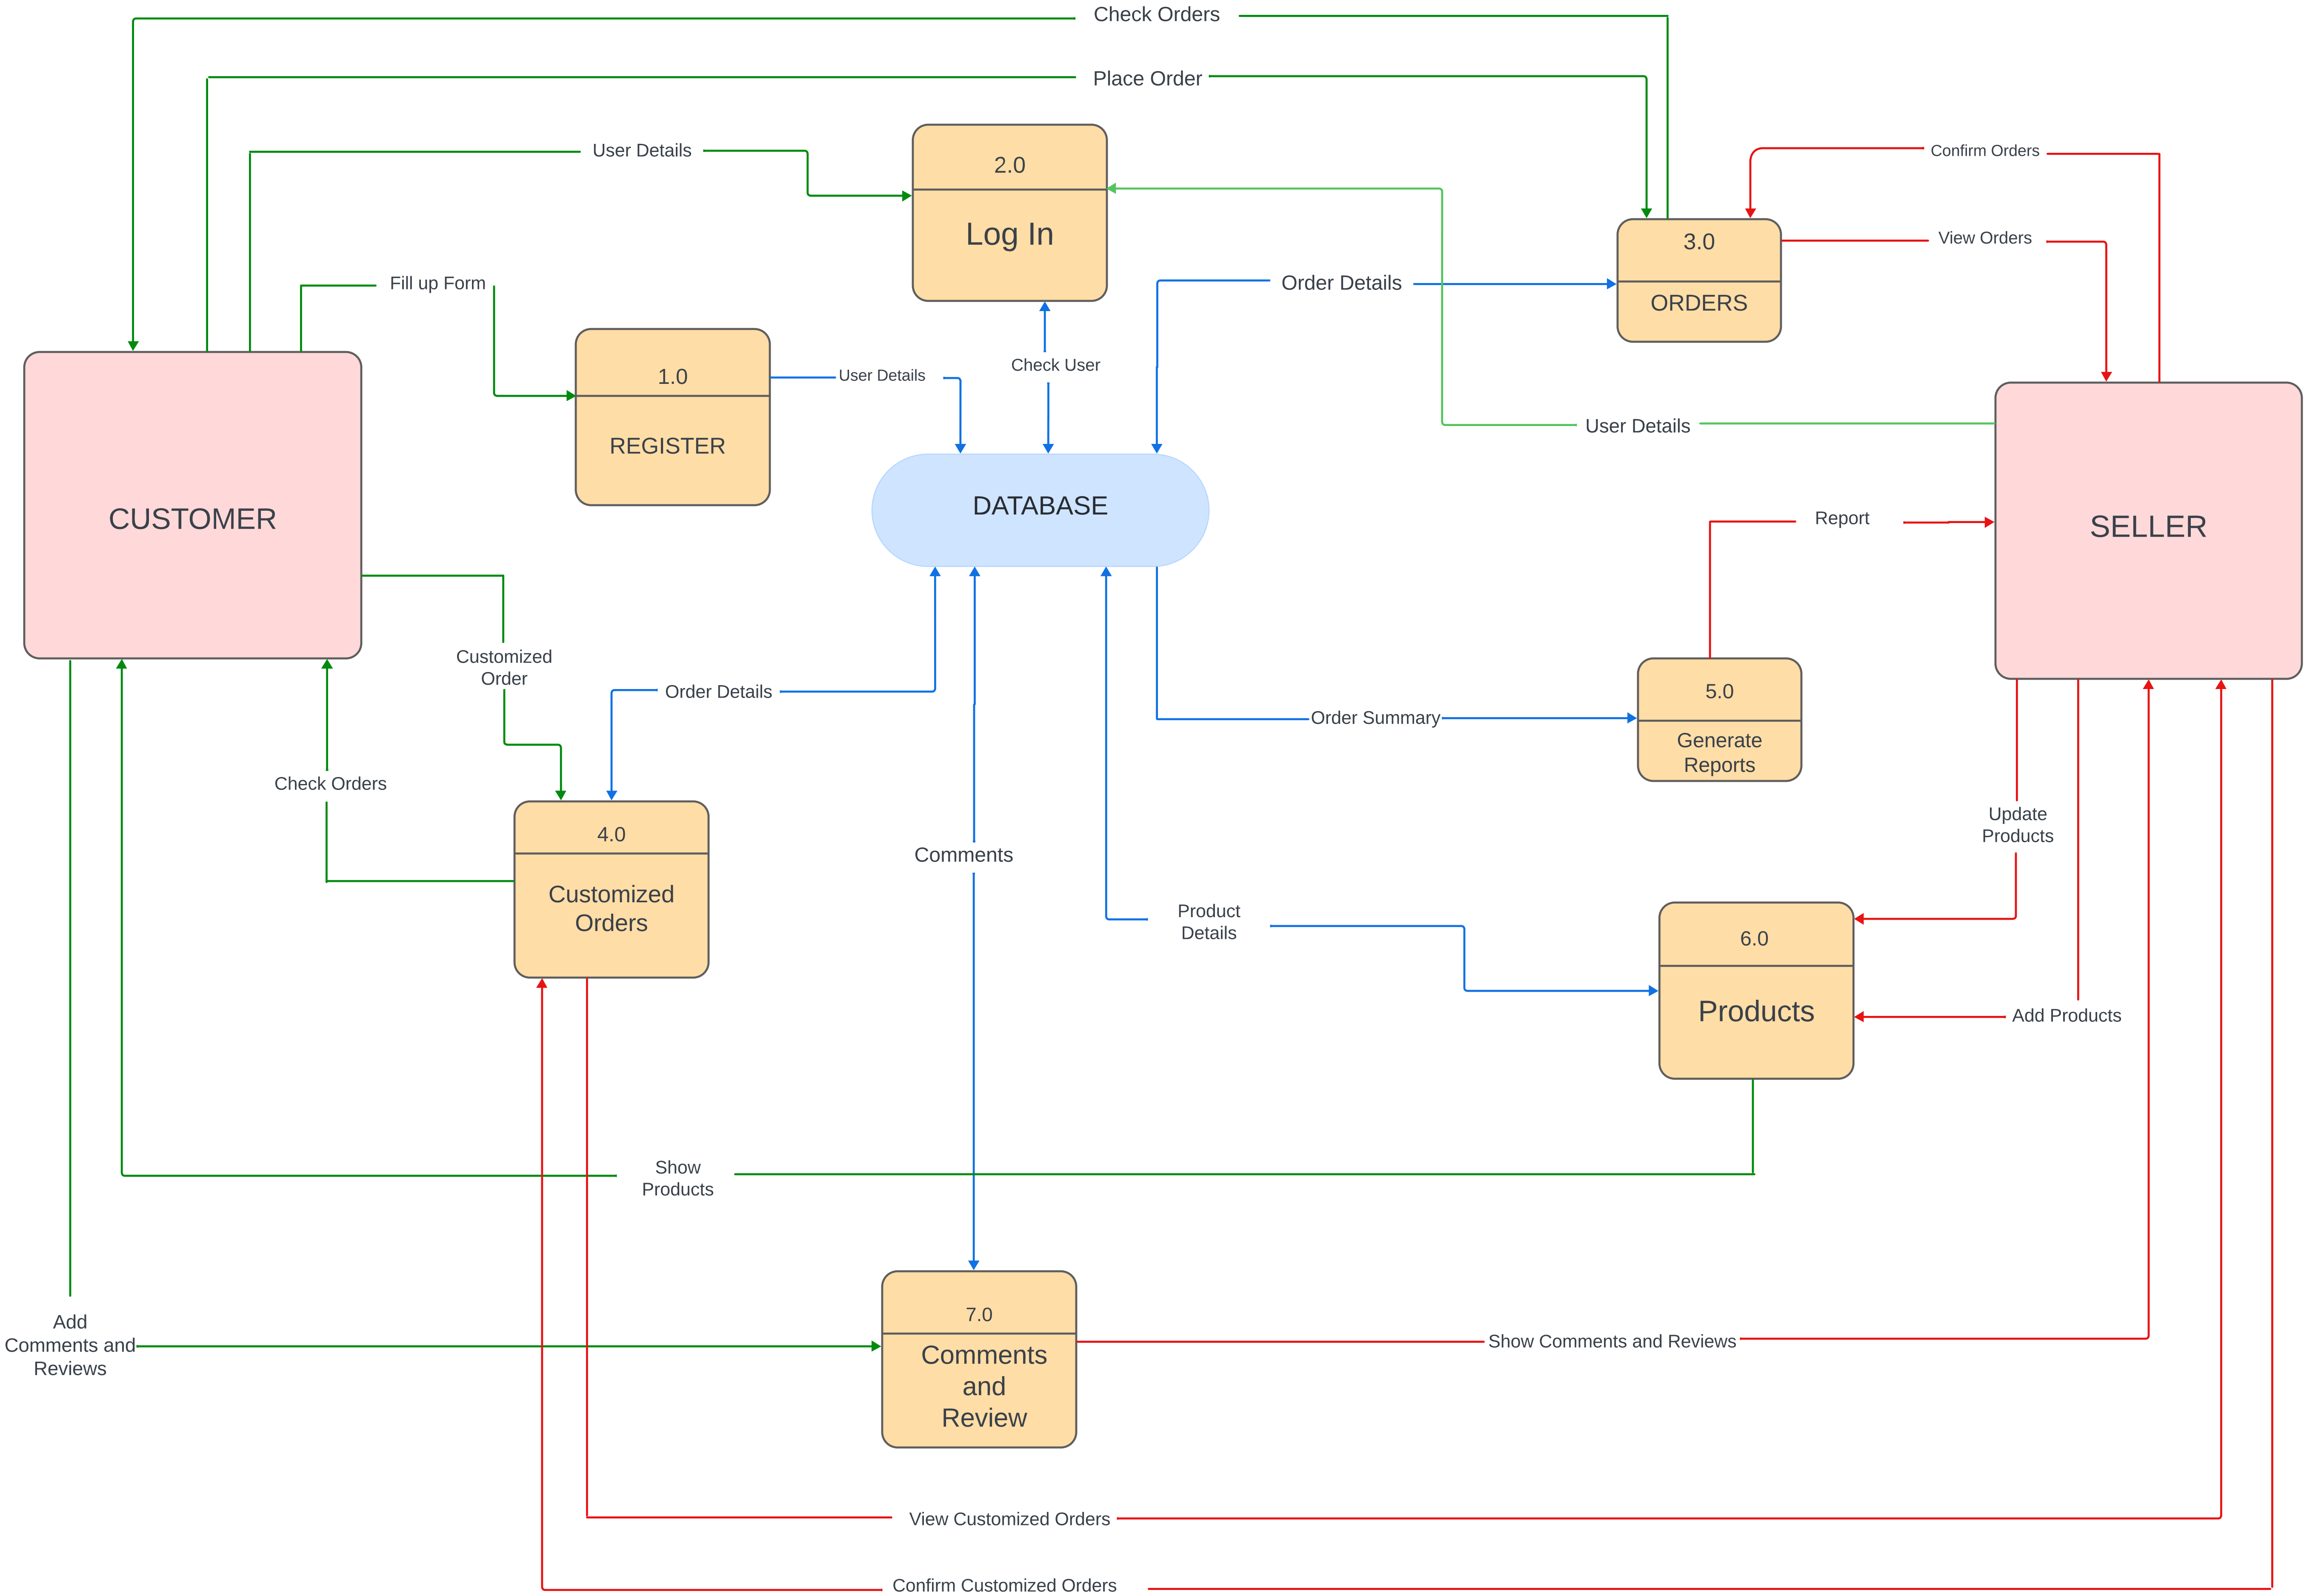 Check Orders
Place Order
User Details
2.0
Log In
Confirm Orders
3.0
ORDERS
View Orders
Fill up Form
Order Details
1.0
REGISTER
User Details
Check User
User Details
CUSTOMER
DATABASE
SELLER
Report
Customized
Order
Order Details
Order Summary
5.0
Generate
Reports
Check Orders
4.0
Customized
Orders
Update
Products
Comments
Product
Details
6.0
Products
Add Products
Show
Products
Add
Comments and
Reviews
7.0
Comments
and
Review
Show Comments and Reviews
View Customized Orders
Confirm Customized Orders